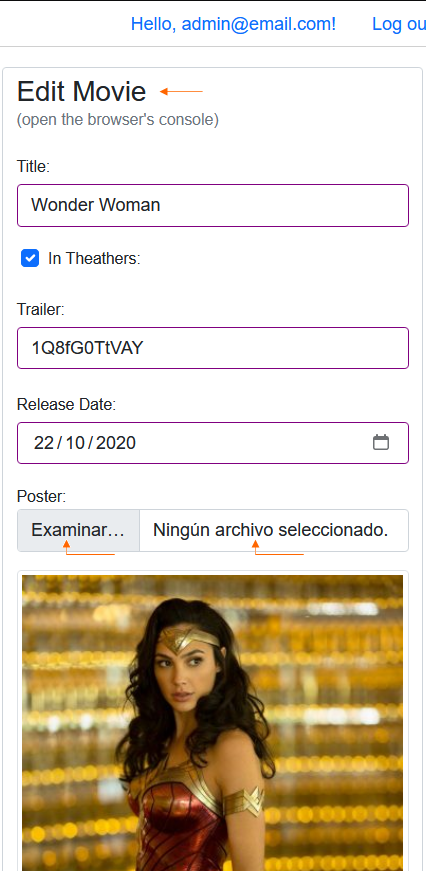 Hello, admin@email.com! Log ou
Edit Movie
(open the browser's console)
Title:
Wonder Woman
In Theathers:
Trailer:
1Q8fG0TtVAY
Release Date:
22/10/2020
Poster:
Examinar... Ningún archivo seleccionado.